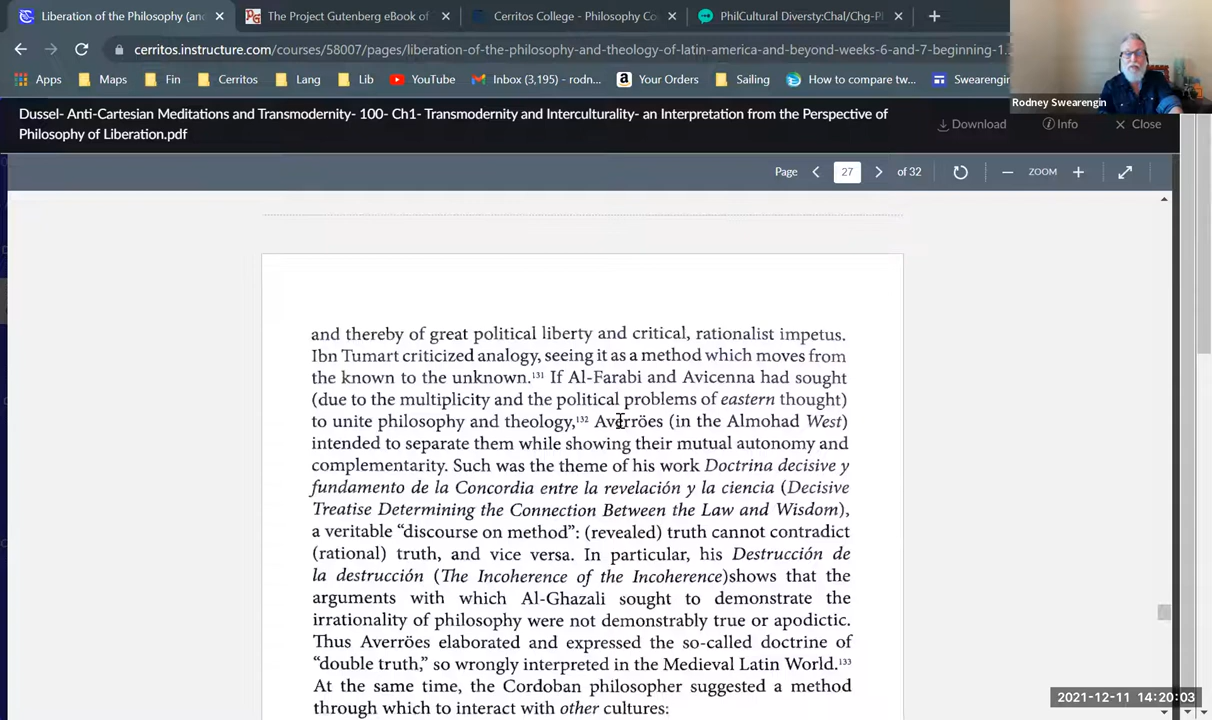 Liberation of the Philosophy (and
The Project Gutenberg eBook of
Cerritos College - Philosophy Co
PhilCultural Diversty:Chal/Chg-Pl
cerritos.instructure.com/courses/58007/pages/liberation-of-the-philosophy-and-theology-of-latin-america-and-beyond-weeks-6-and-7-beginning-1
Apps
Maps
Fin
Cerritos
Lang
Lib
YouTube
Inbox (3,195) - rodn...
Your Orders
Sailing
How to compare tw...
Swearengin
Rodney Swearengin
Dussel- Anti-Cartesian Meditations and Transmodernity- 100- Ch1- Transmodernity and Interculturality- an Interpretation from the Perspective of
Philosophy of Liberation.pdf
Download
Info
Close
Page
27
of 32
ZOOM
and thereby of great political liberty and critical, rationalist impetus.
Ibn Tumart criticized analogy, seeing it as a method which moves from
the known to the unknown.131 If Al-Farabi and Avicenna had sought
(due to the multiplicity and the political problems of eastern thought)
to unite philosophy and theology,132 Averröes (in the Almohad West)
intended to separate them while showing their mutual autonomy and
complementarity. Such was the theme of his work Doctrina decisive y
fundamento de la Concordia entre la revelación y la ciencia (Decisive
Treatise Determining the Connection Between the Law and Wisdom),
a veritable “discourse on method”: (revealed) truth cannot contradict
(rational) truth, and vice versa. In particular, his Destrucción de
la destrucción (The Incoherence of the Incoherence)shows that the
arguments with which Al-Ghazali sought to demonstrate the
irrationality of philosophy were not demonstrably true or apodictic.
Thus Averröes elaborated and expressed the so-called doctrine of
“double truth,” so wrongly interpreted in the Medieval Latin World.133
At the same time, the Cordoban philosopher suggested a method
through which to interact with other cultures:
2021-12-11 14:20:03